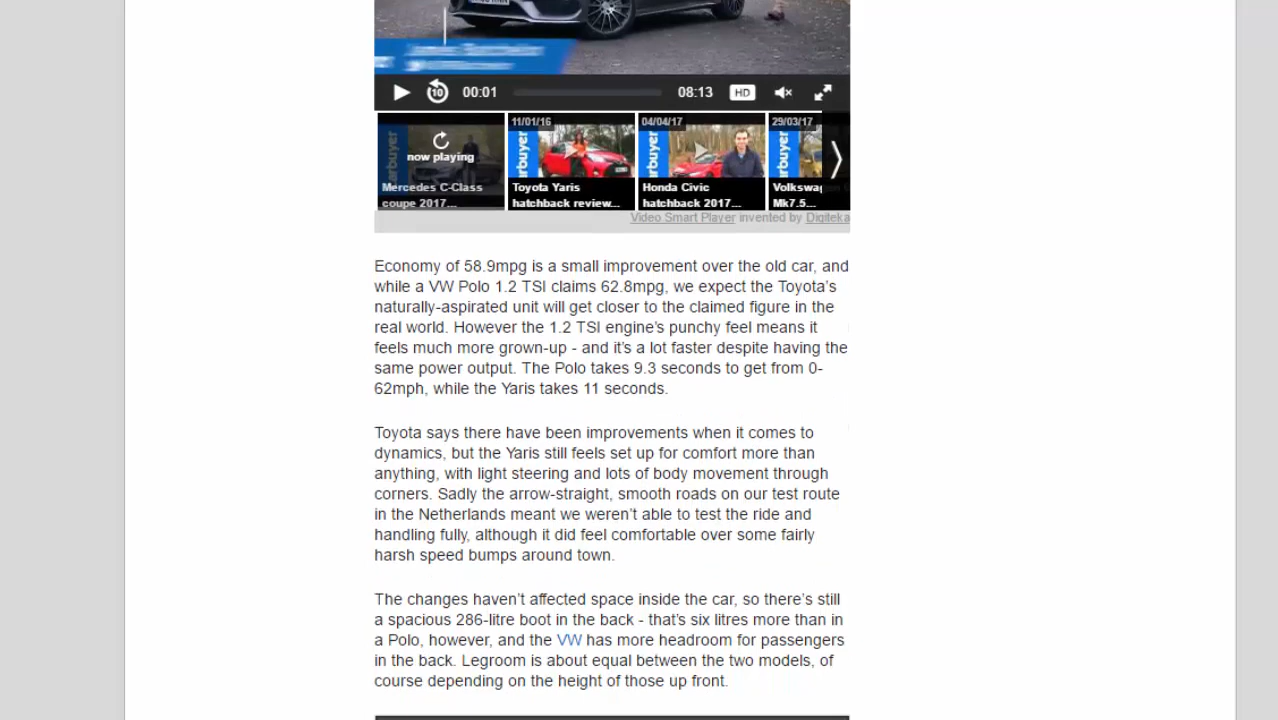 00:01
08:13
HD
10
11/01/16
04/04/17
29/03/17
arbuyer
arbuyer
arbuyer
arbuyer
now playing
Mercedes C-Class
coupe 2017...
Toyota Yaris
hatchback review...
Honda Civic
hatchback 2017...
Mk7.5...
Video Smart Player invented by Digiteka
Economy of 58.9mpg is a small improvement over the old car, and
while a VW Polo 1.2 TSI claims 62.8mpg, we expect the Toyota’s
naturally-aspirated unit will get closer to the claimed figure in the
real world. However the 1.2 TSI engine’s punchy feel means it
feels much more grown-up - and it’s a lot faster despite having the
same power output. The Polo takes 9.3 seconds to get from 0-
62mph, while the Yaris takes 11 seconds.
Toyota says there have been improvements when it comes to
dynamics, but the Yaris still feels set up for comfort more than
anything, with light steering and lots of body movement through
corners. Sadly the arrow-straight, smooth roads on our test route
in the Netherlands meant we weren’t able to test the ride and
handling fully, although it did feel comfortable over some fairly
harsh speed bumps around town.
The changes haven’t affected space inside the car, so there’s still
a spacious 286-litre boot in the back - that’s six litres more than in
a Polo, however, and the VW has more headroom for passengers
in the back. Legroom is about equal between the two models, of
course depending on the height of those up front.